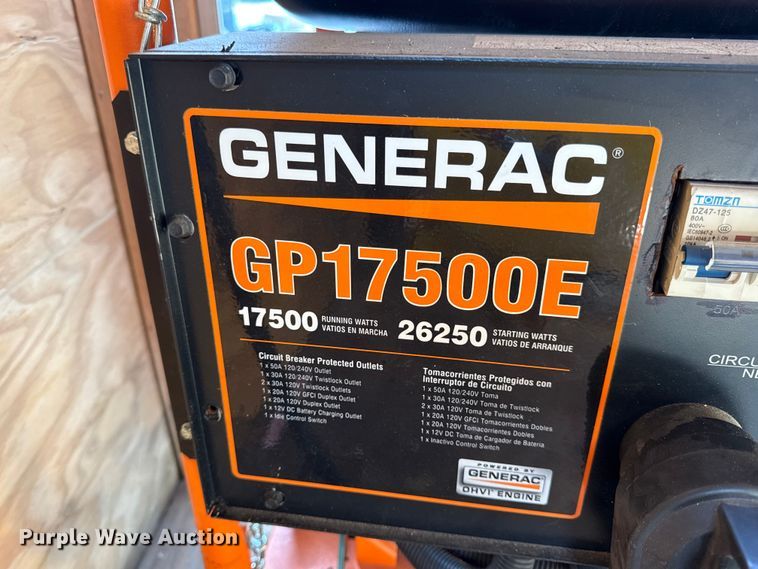 GENERAC®
GP17500E
17500 RUNNING WATTS
VATIOS EN MARCHA
26250 STARTING WATTS
VATIOS DE ARRANQUE
Circuit Breaker Protected Outlets
1 x 50A 120/240V Outlet
1 x 30A 120/240V Twistlock Outlet
2 x 30A 120V Twistlock Outlets
1 x 20A 120V GFCI Duplex Outlet
1 x 20A 120V Duplex Outlet
1 x 12V DC Battery Charging Outlet
1 x Idle Control Switch
Tomacorrientes Protegidos con
Interruptor de Circuito
1 x 50A 120/240V Toma
1 x 30A 120/240V Toma de Twistlock
2 x 30A 120V Toma de Twistlock
1 x 20A 120V GFCI Tomacorrientes Dobles
1 x 20A 120V Tomacorrientes Dobles
1 x 12V DC Toma de Cargador de Bateria
1 x Inactivo Control Switch
POWERED BY
GENERAC
OHVI® ENGINE
TOMZN
DZ47-125
80A
400V~
IEC60947-2
ON
50A
CIRCU
NE
Purple Wave Auction